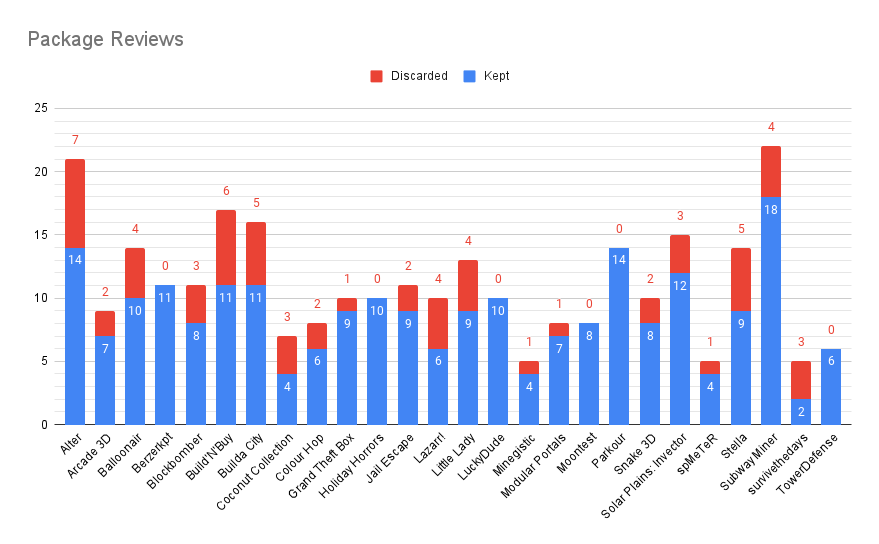 Package Reviews
Discarded Kept
25
20
15
10
5
0
7 2 4 0 3 6 5 3 2 1 0 2 4 4 0 1 1 0 0 2 3 1 5 4 3 0
14 7 10 11 8 11 11 4 6 9 10 9 6 9 10 4 7 8 14 8 12 4 9 18 2 6
Alter
Arcade 3D
Balloonair
Berzerkpt
Blockbomber
Build'N'Buy
Builda City
Coconut Collection
Colour Hop
Grand Theft Box
Holiday Horrors
Jail Escape
Lazarr!
Little Lady
LuckyDude
Minegistic
Modular Portals
Moontest
Parkour
Snake 3D
Solar Plains: Invector
spMeTeR
Stella
SubwayMiner
survivethedays
TowerDefense